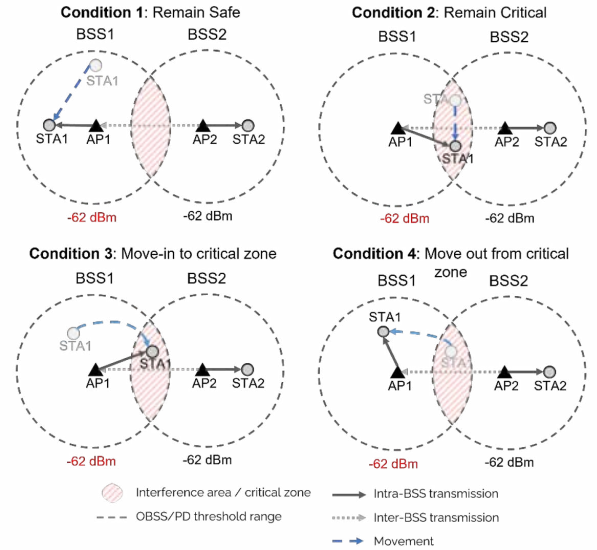 Condition 1: Remain Safe
BSS1 BSS2
STA1
STA1 AP1 AP2 STA2
-62 dBm -62 dBm
Condition 2: Remain Critical
BSS1 BSS2
STA1
AP1 STA1 AP2 STA2
-62 dBm -62 dBm
Condition 3: Move-in to critical zone
BSS1 BSS2
STA1 STA1
AP1 AP2 STA2
-62 dBm -62 dBm
Condition 4: Move out from critical
zone
BSS1 BSS2
STA1
STA1
AP1 AP2 STA2
-62 dBm -62 dBm
Interference area / critical zone
OBSS/PD threshold range
Intra-BSS transmission
Inter-BSS transmission
Movement